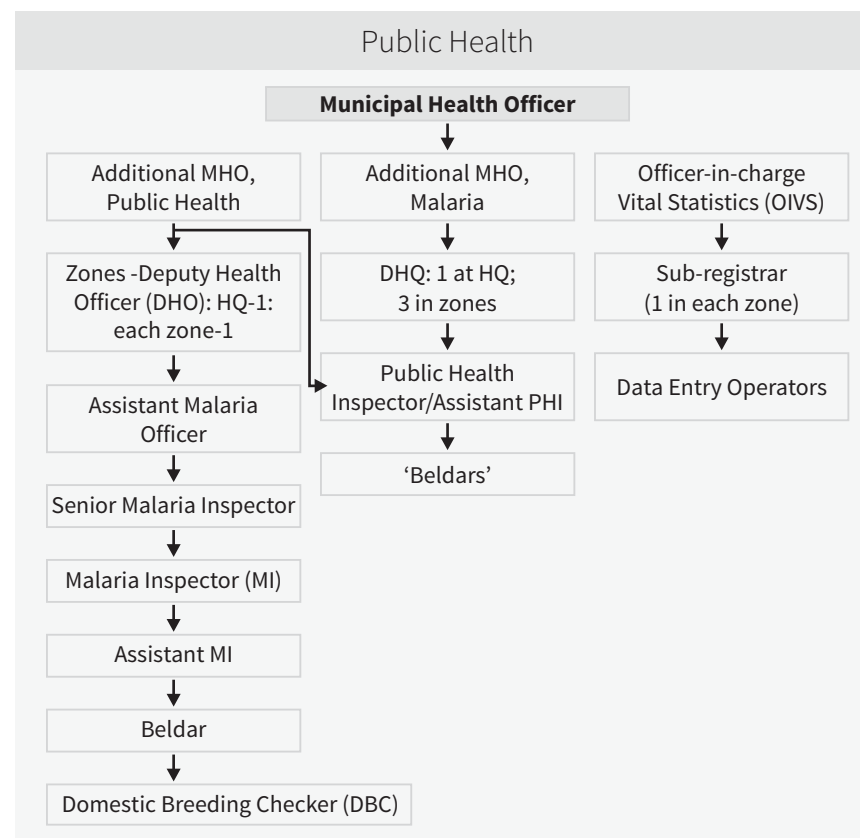 Public Health
Municipal Health Officer
Additional MHO,
Public Health
Zones -Deputy Health
Officer (DHO): HQ-1:
each zone-1
Assistant Malaria
Officer
Senior Malaria Inspector
Malaria Inspector (MI)
Assistant MI
Beldar
Domestic Breeding Checker (DBC)
Additional MHO,
Malaria
DHQ: 1 at HQ;
3 in zones
Public Health
Inspector/Assistant PHI
‘Beldars’
Officer-in-charge
Vital Statistics (OIVS)
Sub-registrar
(1 in each zone)
Data Entry Operators